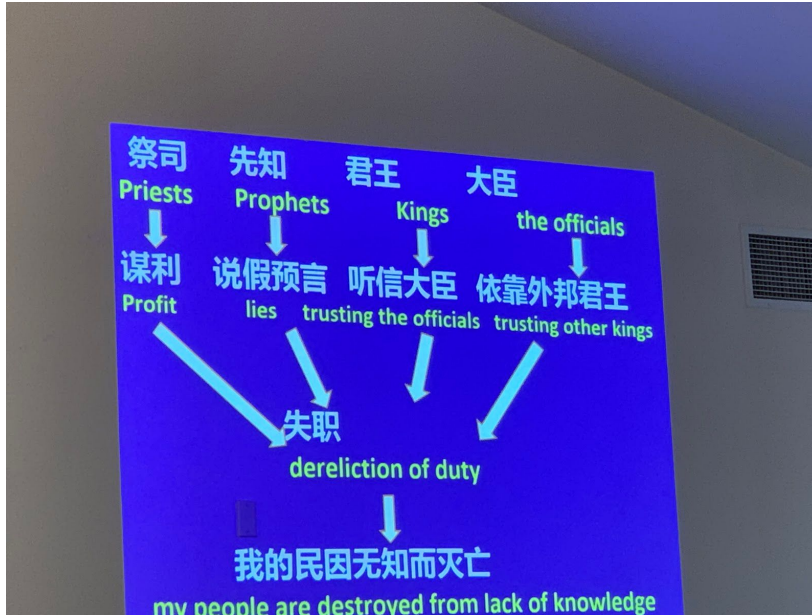 祭司 先知 君王 大臣
Priests Prophets Kings the officials
谋利 说假预言 听信大臣 依靠外邦君王
Profit lies trusting the officials trusting other kings
失职
dereliction of duty
我的民因无知而灭亡
my people are destroyed from lack of knowledge